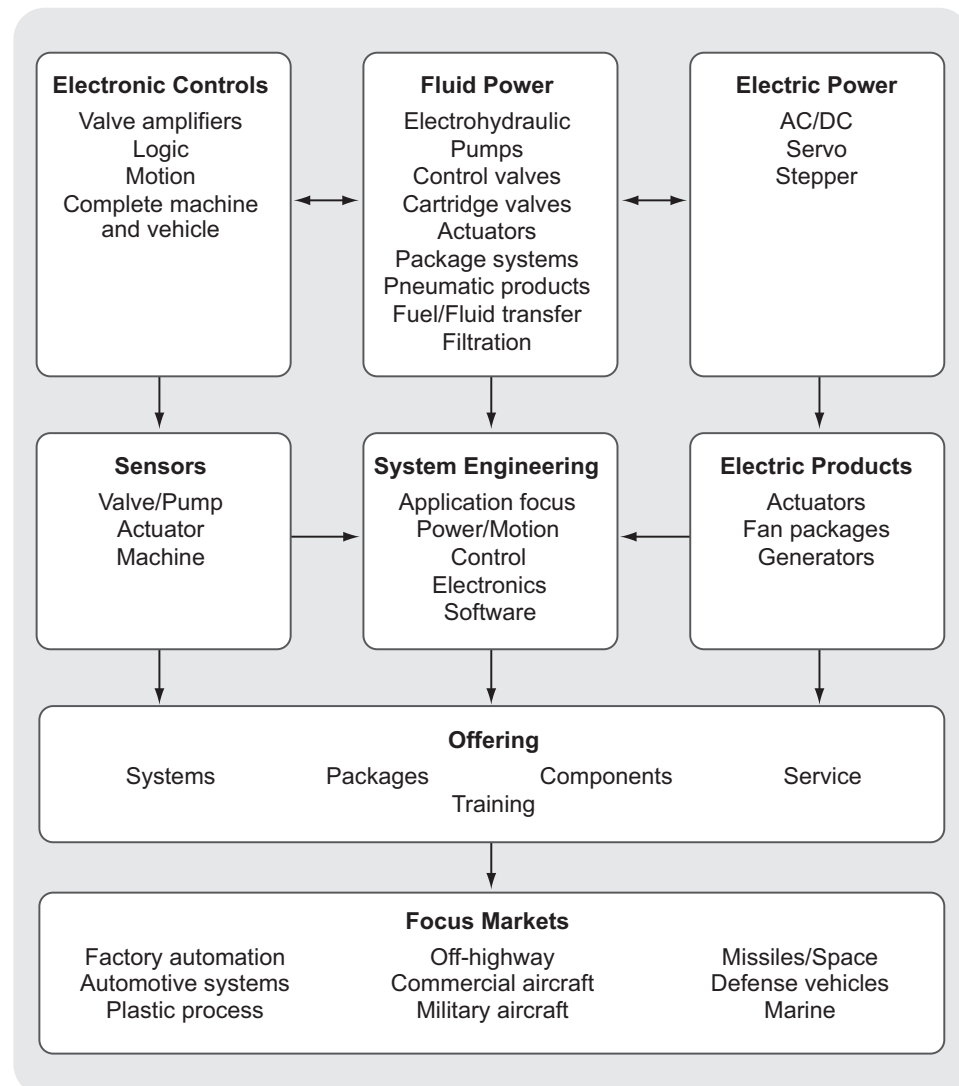 Electronic Controls
Valve amplifiers
Logic
Motion
Complete machine
and vehicle
Fluid Power
Electrohydraulic
Pumps
Control valves
Cartridge valves
Actuators
Package systems
Pneumatic products
Fuel/Fluid transfer
Filtration
Electric Power
AC/DC
Servo
Stepper
Sensors
Valve/Pump
Actuator
Machine
System Engineering
Application focus
Power/Motion
Control
Electronics
Software
Electric Products
Actuators
Fan packages
Generators
Offering
Systems Packages Components Service
Training
Focus Markets
Factory automation
Automotive systems
Plastic process
Off-highway
Commercial aircraft
Military aircraft
Missiles/Space
Defense vehicles
Marine